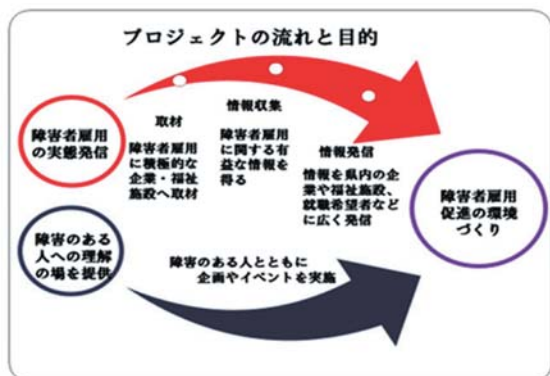 プロジェクトの流れと目的
障害者雇用
の実態発信
取材
障害者雇用
に積極的な
企業・福祉
施設へ取材
情報収集
障害者雇用
に関する有
益な情報を
得る
情報発信
情報を県内の企
業や福祉施設、
就職希望者など
に広く発信
障害者雇用
促進の環境
づくり
障害のある
人への理解
の場を提供
障害のある人とともに
企画やイベントを実施